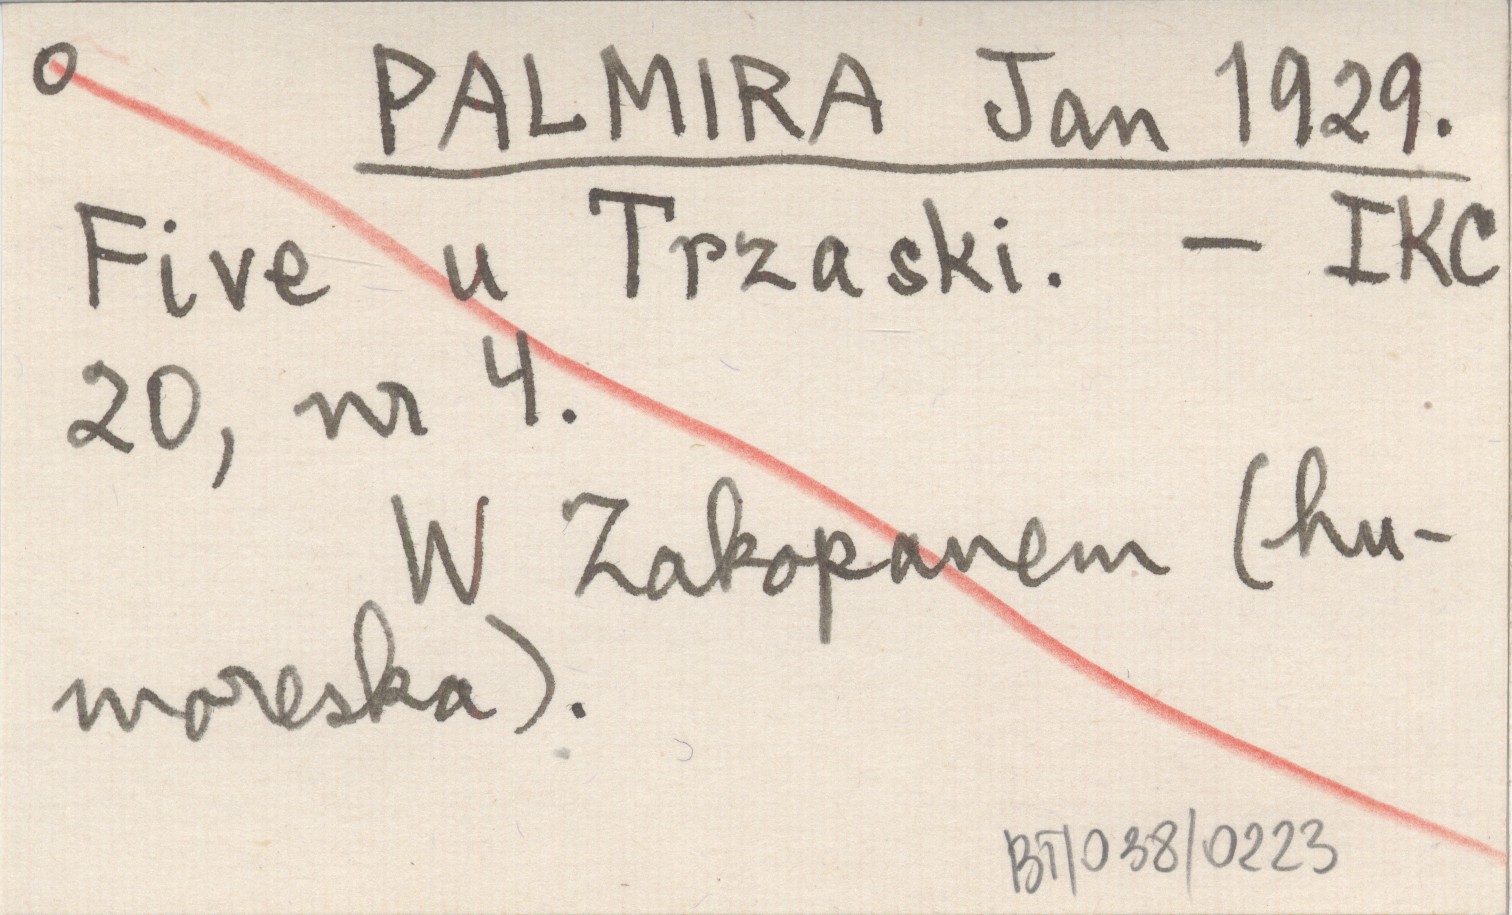 o PALMIRA Jan 1929.
Five u Trzaski. – IKC
20, nr 4.
W Zakopanem (hu-
moreska).
BT/038/0223